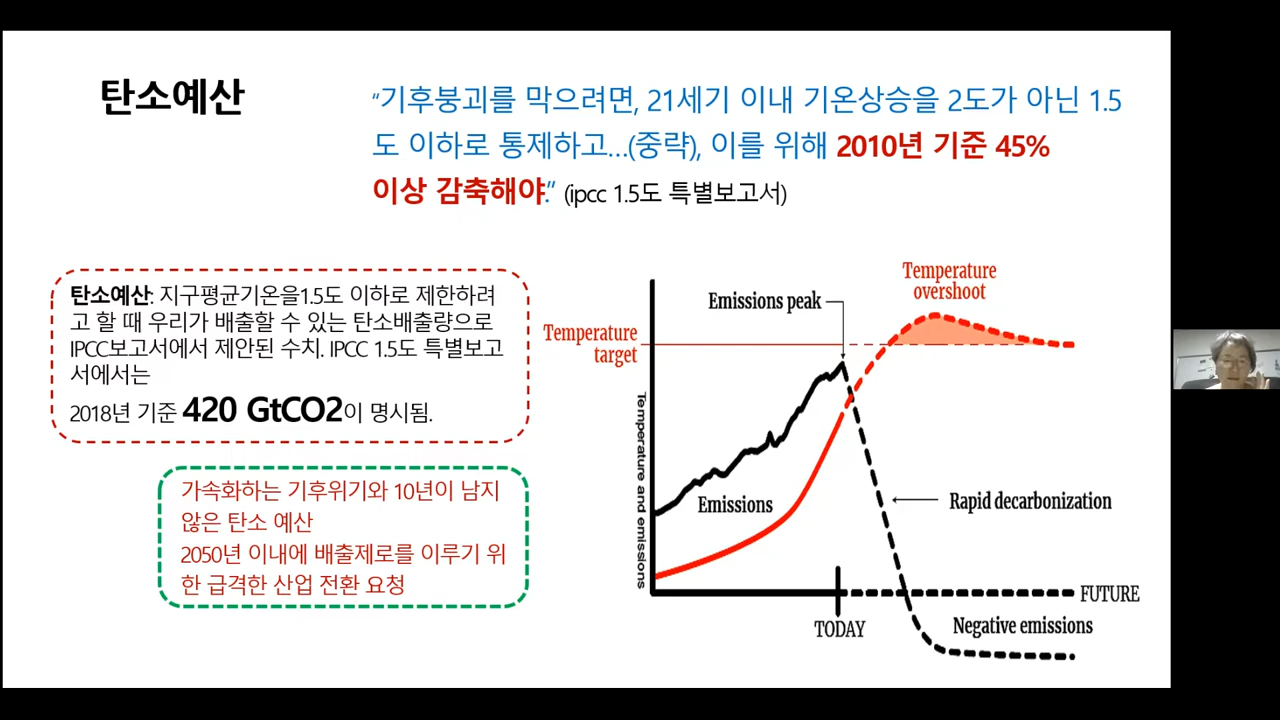 탄소예산
“기후붕괴를 막으려면, 21세기 이내 기온상승을 2도가 아닌 1.5
도 이하로 통제하고…(중략), 이를 위해 2010년 기준 45%
이상 감축해야.” (ipcc 1.5도 특별보고서)
탄소예산: 지구평균기온을1.5도 이하로 제한하려
고 할 때 우리가 배출할 수 있는 탄소배출량으로
IPCC보고서에서 제안된 수치. IPCC 1.5도 특별보고
서에서는
2018년 기준 420 GtCO2이 명시됨.
가속화하는 기후위기와 10년이 남지
않은 탄소 예산
2050년 이내에 배출제로를 이루기 위
한 급격한 산업 전환 요청
Temperature
overshoot
Emissions peak
Temperature
target
Temperature and emissions
Emissions
Rapid decarbonization
FUTURE
TODAY
Negative emissions